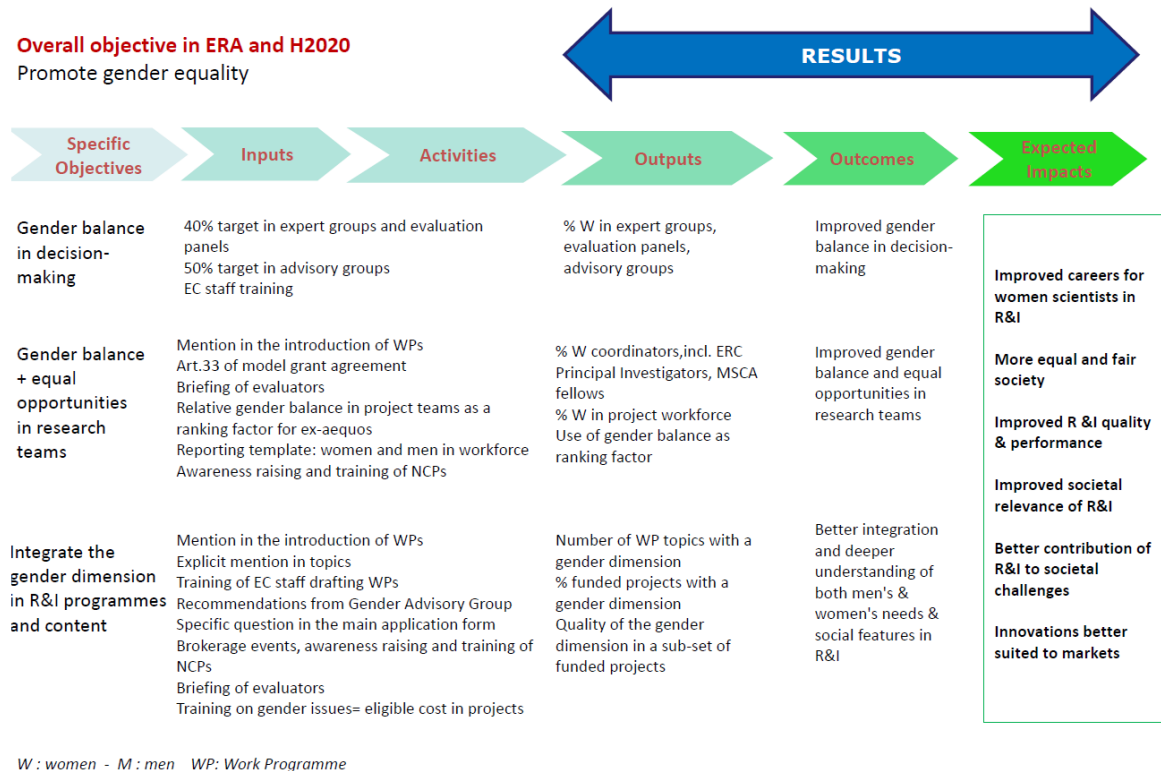 Overall objective in ERA and H2020
Promote gender equality
RESULTS
Specific
Objectives
Inputs
Activities
Outputs
Outcomes
Expected
Impacts
Gender balance
in decision-
making
40% target in expert groups and evaluation
panels
50% target in advisory groups
EC staff training
% W in expert groups,
evaluation panels,
advisory groups
Improved gender
balance in decision-
making
Gender balance
+ equal
opportunities
in research
teams
Mention in the introduction of WPs
Art.33 of model grant agreement
Briefing of evaluators
Relative gender balance in project teams as a
ranking factor for ex-aequos
Reporting template: women and men in workforce
Awareness raising and training of NCPs
% W coordinators,incl. ERC
Principal Investigators, MSCA
fellows
% W in project workforce
Use of gender balance as
ranking factor
Improved gender
balance and equal
opportunities in
research teams
Integrate the
gender dimension
in R&I programmes
and content
Mention in the introduction of WPs
Explicit mention in topics
Training of EC staff drafting WPs
Recommendations from Gender Advisory Group
Specific question in the main application form
Brokerage events, awareness raising and training of
NCPs
Briefing of evaluators
Training on gender issues= eligible cost in projects
Number of WP topics with a
gender dimension
% funded projects with a
gender dimension
Quality of the gender
dimension in a sub-set of
funded projects
Better integration
and deeper
understanding of
both men's &
women's needs &
social features in
R&I
Improved careers for
women scientists in
R&I
More equal and fair
society
Improved R &I quality
& performance
Improved societal
relevance of R&I
Better contribution of
R&I to societal
challenges
Innovations better
suited to markets
W : women - M : men WP: Work Programme